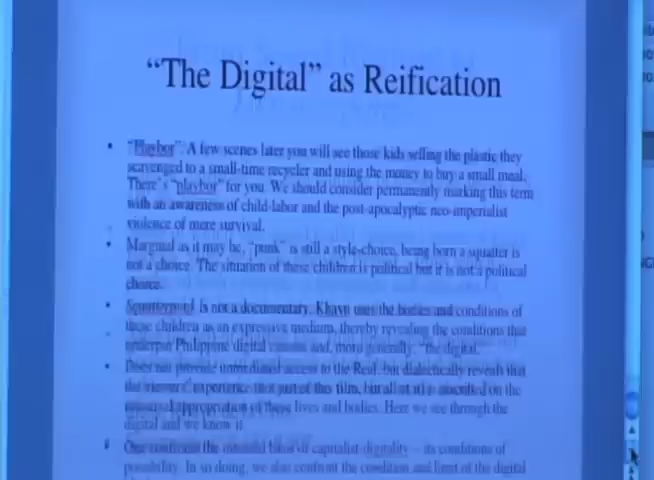 “The Digital” as Reification
• “Playbor”: A few scenes later you will see those kids selling the plastic they
scavenged to a small-time recycler and using the money to buy a small meal.
There’s “playbor” for you. We should consider permanently marking this term
with an awareness of child-labor and the post-apocalyptic neo-imperialist
violence of mere survival.
• Marginal as it may be, “punk” is still a style-choice, being born a squatter is
not a choice. The situation of these children is political but it is not a political
choice.
• Squatterpunk is not a documentary. Khavn uses the bodies and conditions of
these children as an expressive medium, thereby revealing the conditions that
underpin Philippine digital cinema and, more generally, “the digital.”
• Does not provide unmediated access to the Real, but dialectically reveals that
experience (not part of this film, but all of it) is inscribed on the
appropriation of these lives and bodies. Here we see through the
digital and we know it.
• One confronts the of capitalist-digitality – its conditions of
possibility. In so doing, we also confront the condition and limit of the digital